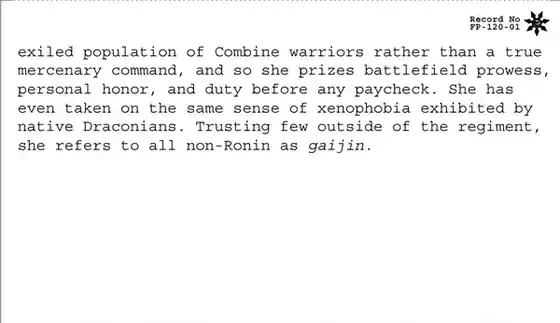 Record No
FP-120-01
exiled population of Combine warriors rather than a true
mercenary command, and so she prizes battlefield prowess,
personal honor, and duty before any paycheck. She has
even taken on the same sense of xenophobia exhibited by
native Draconians. Trusting few outside of the regiment,
she refers to all non-Ronin as gaijin.